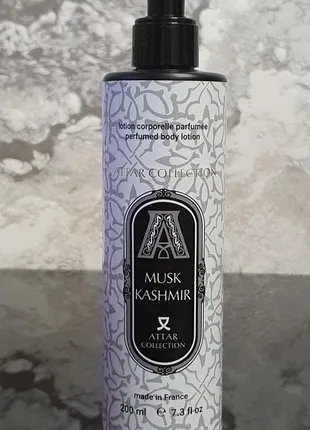 lotion corporelle parfumée
perfumed body lotion
ATTAR COLLECTION
A
MUSK
KASHMIR
ATTAR
COLLECTION
made in France
200 ml ℮ 7.3 fl oz